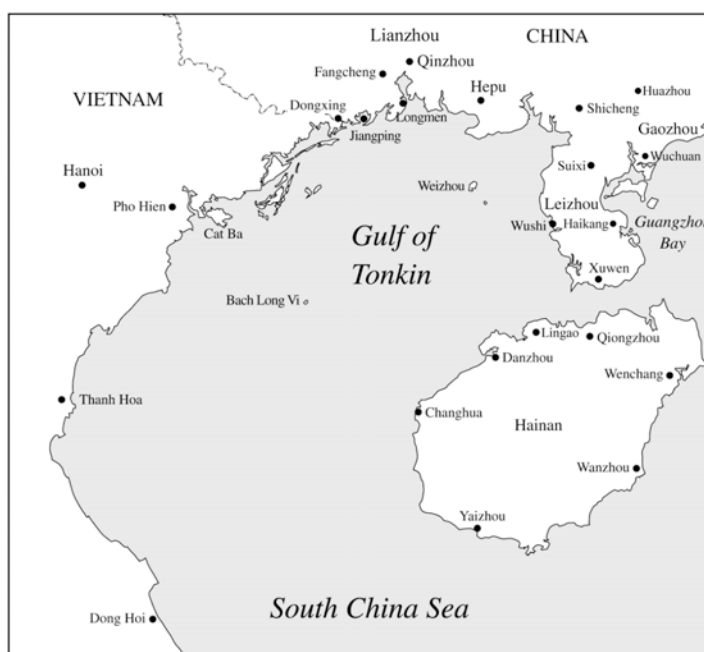 Lianzhou
CHINA
Qinzhou
Fangcheng
VIETNAM
Hepu
Huazhou
Dongxing
Longmen
Shicheng
Jiangping
Gaozhou
Wuchuan
Hanoi
Suixi
Weizhou
Pho Hien
Leizhou
Cat Ba
Wushi
Haikang
Guangzhou
Bay
Gulf of
Tonkin
Xuwen
Bach Long Vi
Lingao
Qiongzhou
Danzhou
Wenchang
Thanh Hoa
Changhua
Hainan
Wanzhou
Yaizhou
South China Sea
Dong Hoi